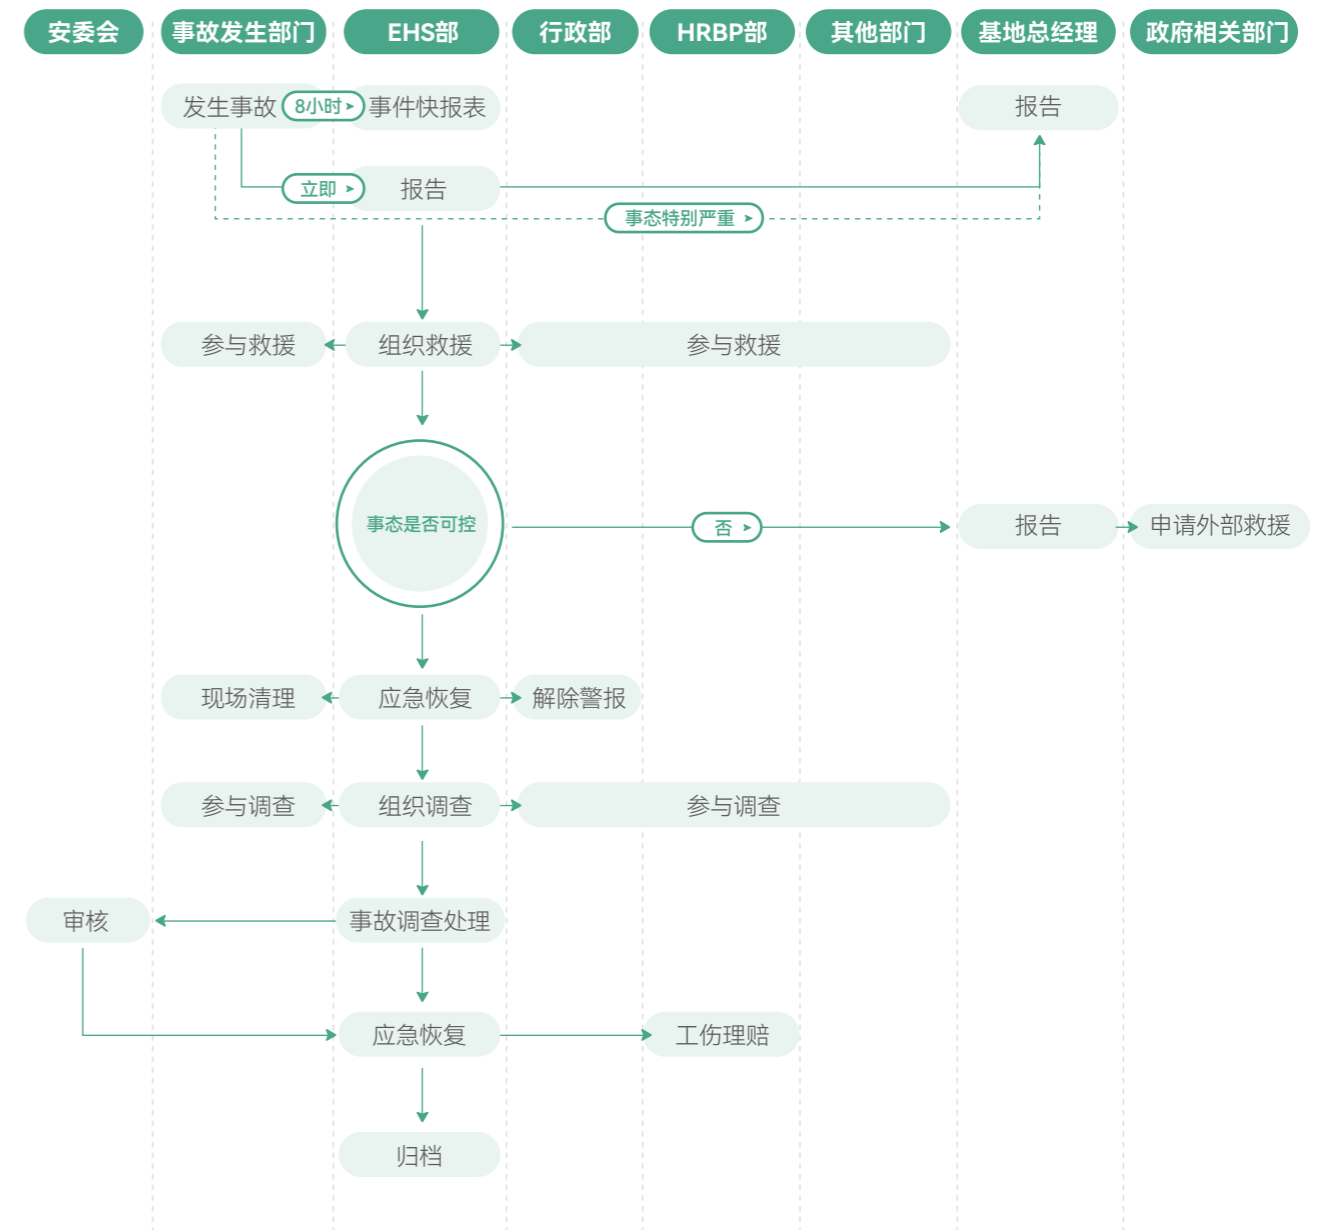 安委会
事故发生部门
EHS部
行政部
HRBP部
其他部门
基地总经理
政府相关部门
发生事故
8小时
事件快报表
报告
立即
报告
事态特别严重
参与救援
组织救援
参与救援
事态是否可控
否
报告
申请外部救援
现场清理
应急恢复
解除警报
参与调查
组织调查
参与调查
审核
事故调查处理
应急恢复
工伤理赔
归档